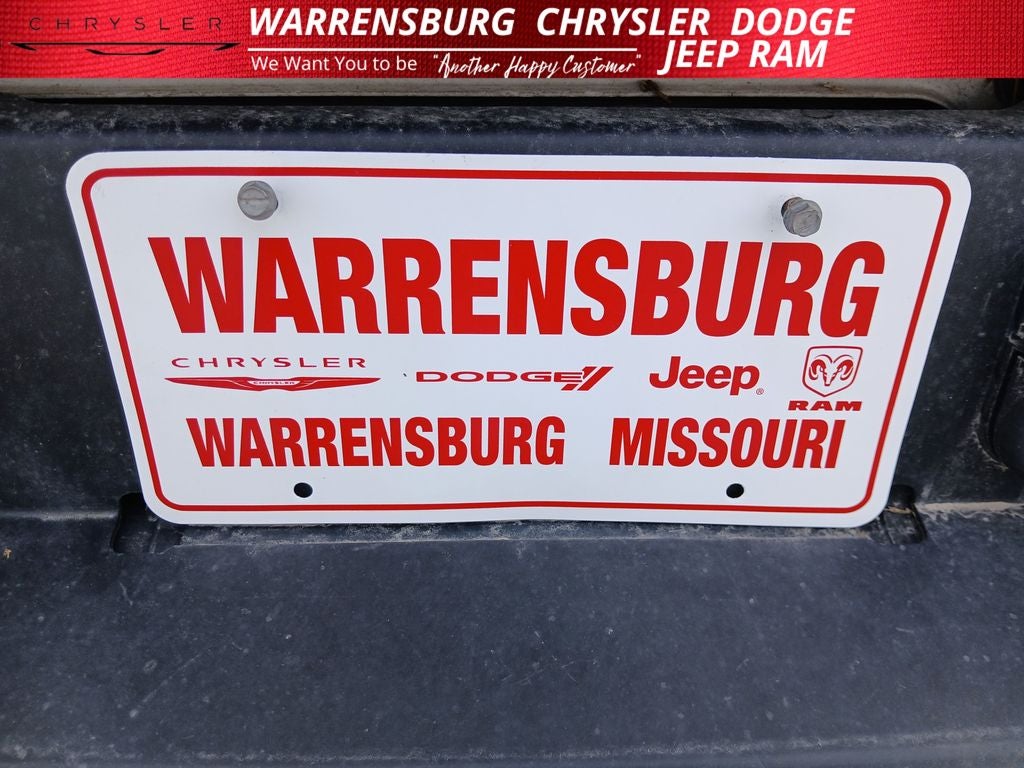 CHRYSLER
WARRENSBURG CHRYSLER DODGE
JEEP RAM
We Want You to be "Another Happy Customer"
WARRENSBURG
CHRYSLER DODGE Jeep® RAM
CHRYSLER
WARRENSBURG MISSOURI